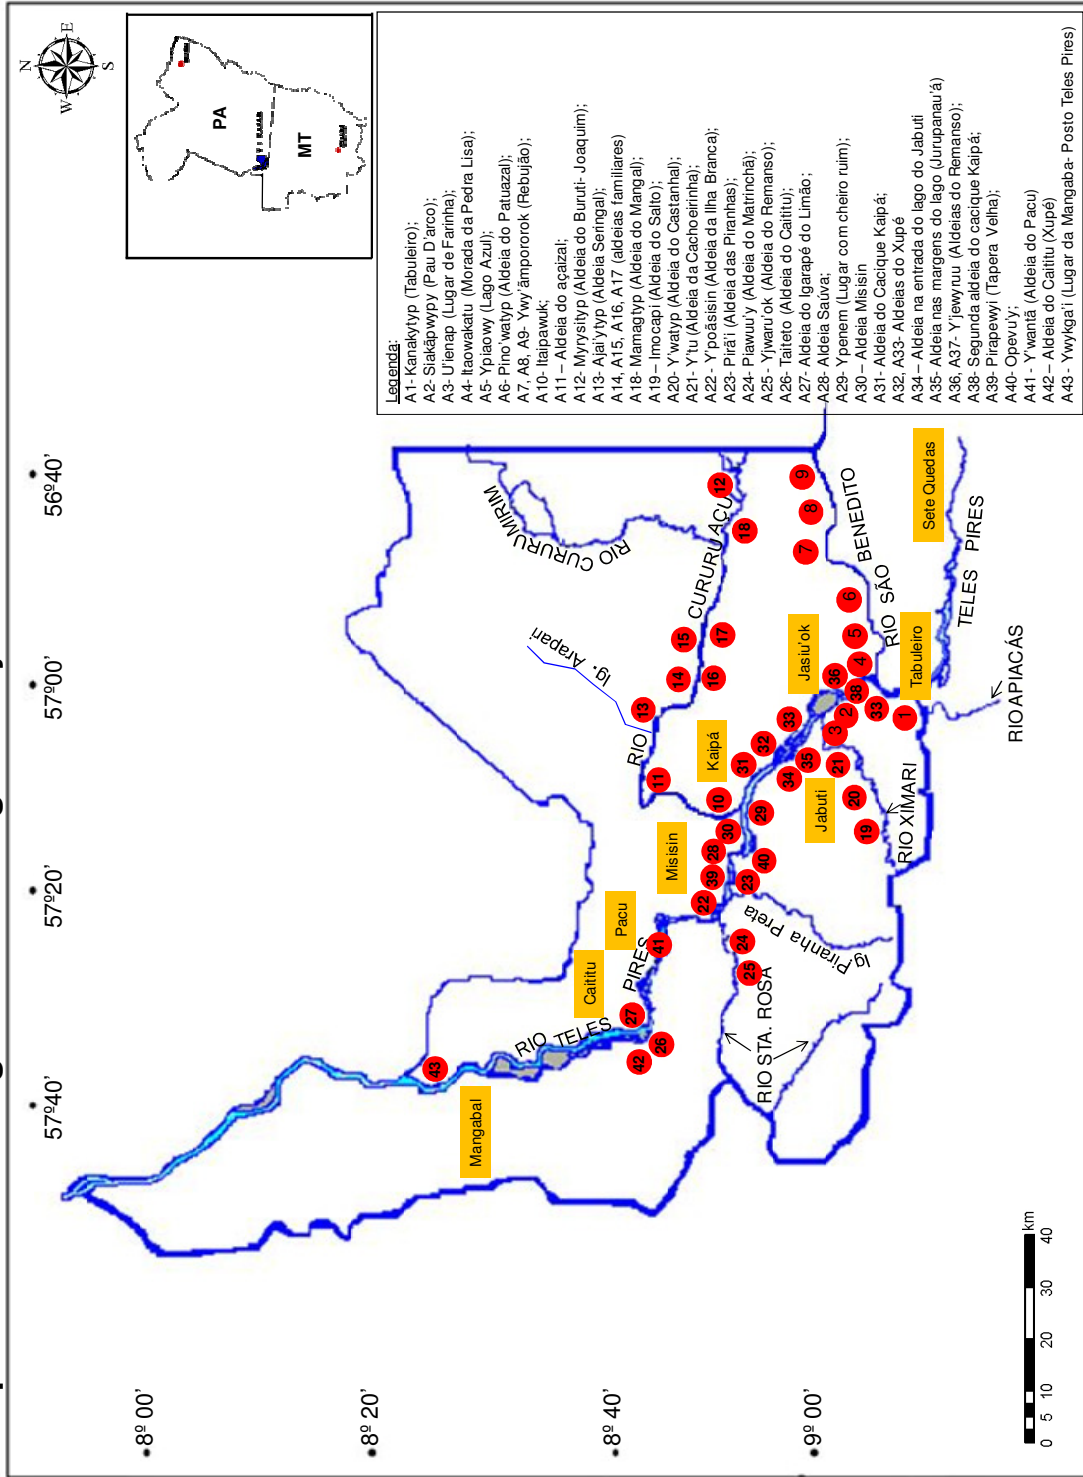 N
E
S
W
PA
MT
57º40’
57º20’
57º00’
56º40’
8º 00’
8º 20’
8º 40’
9º 00’
Mangabal
Caititu
Pacu
Misisin
Kaipá
Jabuti
Jasiu’ok
Tabuleiro
Sete Quedas
RIO TELES PIRES
RIO STA. ROSA
Ig. Piranha Preta
RIO XIMARI
RIO APIACÁS
TELES PIRES
RIO SÃO BENEDITO
RIO CURURU AÇU
RIO CURURU MIRIM
Ig. Arapari
43
42
26
27
41
25
24
22
39
28
30
23
40
29
10
11
13
14
15
16
17
18
12
31
32
33
34
35
21
20
19
3
2
36
38
33
1
4
5
6
7
8
9
0 5 10 20 30 40
km
Legenda:
A1- Kanakytyp (Tabuleiro);
A2- Siakäpwypy (Pau D’arco);
A3- U’ienap (Lugar de Farinha);
A4- Itaowakatu (Morada da Pedra Lisa);
A5- Ypiaowy (Lago Azul);
A6- Pino’watyp (Aldeia do Patuazal);
A7, A8, A9- Ywy’ãmpororok (Rebujão);
A10- Itaipawuk;
A11 – Aldeia do açaizal;
A12- Myrysityp (Aldeia do Buruti- Joaquim);
A13- Ajai’ytyp (Aldeia Seringal);
A14, A15, A16, A17 (aldeias familiares)
A18- Mamagtyp (Aldeia do Mangal);
A19 – Imocapi (Aldeia do Salto);
A20- Y’watyp (Aldeia do Castanhal);
A21- Y’tu (Aldeia da Cachoeirinha);
A22 - Y’poãsisin (Aldeia da Ilha Branca);
A23- Pirã’i (Aldeia das Piranhas);
A24- Piawuu’y (Aldeia do Matrinchã);
A25 - Yjwaru’ok (Aldeia do Remanso);
A26- Taiteto (Aldeia do Caititu);
A27- Aldeia do Igarapé do Limão;
A28- Aldeia Saúva;
A29- Ypenem (Lugar com cheiro ruim);
A30 – Aldeia Misisin
A31- Aldeia do Cacique Kaipá;
A32, A33- Aldeias do Xupé
A34 – Aldeia na entrada do lago do Jabuti
A35 – Aldeia nas margens do lago (Jurupanau’á)
A36, A37- Y’jewyruu (Aldeias do Remanso);
A38- Segunda aldeia do cacique Kaipá;
A39- Pirapewyi (Tapera Velha);
A40- Opevu’y;
A41 - Y’wantã (Aldeia do Pacu)
A42 – Aldeia do Caititu (Xupé)
A43 - Ywykga’i (Lugar da Mangaba- Posto Teles Pires)